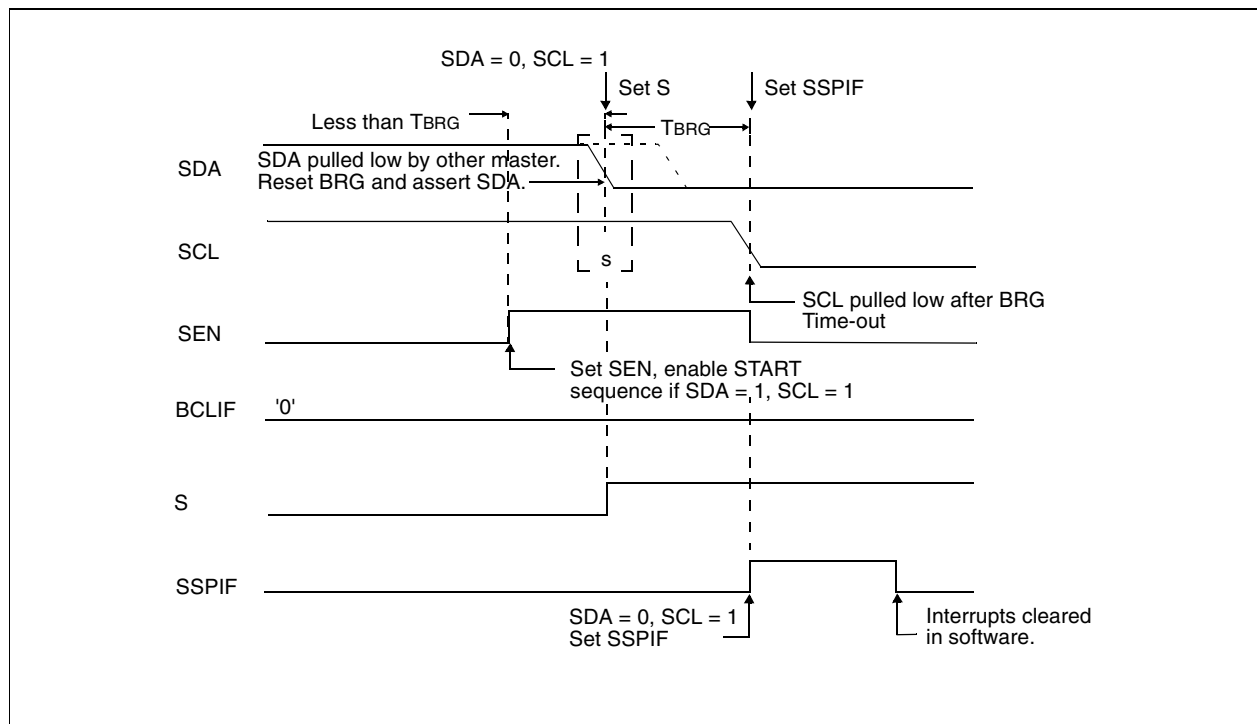 SDA = 0, SCL = 1
Set S
Set SSPIF
Less than TBRG
TBRG
SDA
SDA pulled low by other master.
Reset BRG and assert SDA.
SCL
s
SCL pulled low after BRG
Time-out
SEN
Set SEN, enable START
sequence if SDA = 1, SCL = 1
BCLIF
'0'
S
SSPIF
SDA = 0, SCL = 1
Set SSPIF
Interrupts cleared
in software.